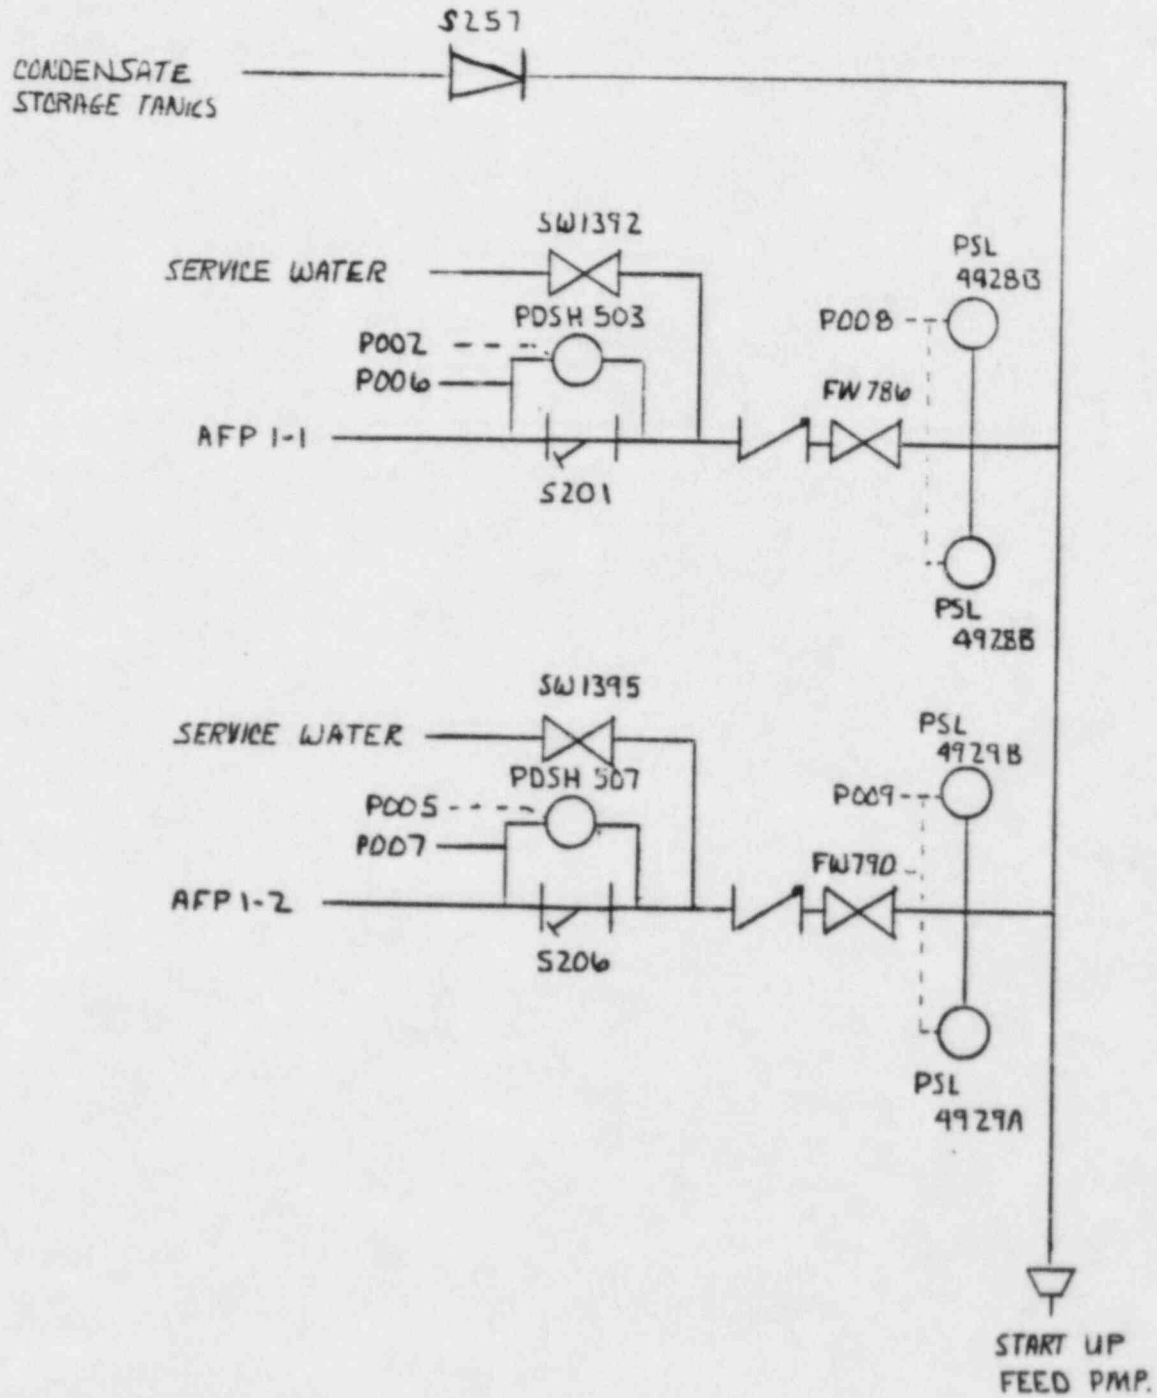 S257
CONDENSATE
STORAGE TANKS
SW1392
SERVICE WATER
PSL
4928B
PDSH 503
P008
P002
P006
FW 786
AFP 1-1
S201
PSL
4928B
SW1395
SERVICE WATER
PSL
4929B
PDSH 507
P005
P009
P007
FW790
AFP 1-2
S206
PSL
4929A
START UP
FEED PMP.